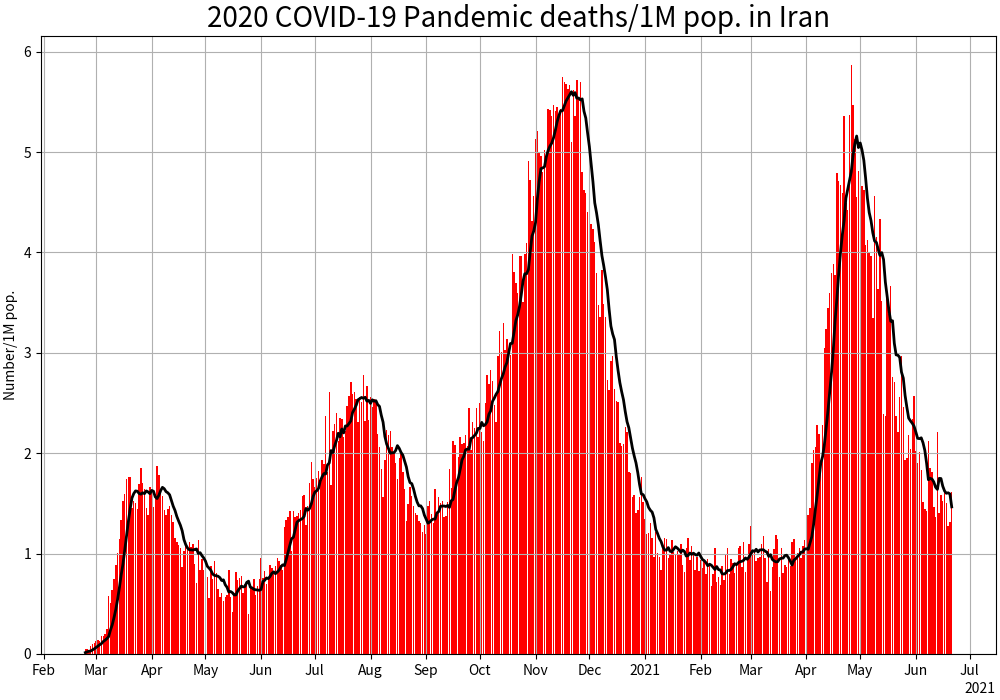 2020 COVID-19 Pandemic deaths/1M pop. in Iran
Number/1M pop.
6
5
4
3
2
1
0
Feb Mar Apr May Jun Jul Aug Sep Oct Nov Dec 2021 Feb Mar Apr May Jun Jul
2021